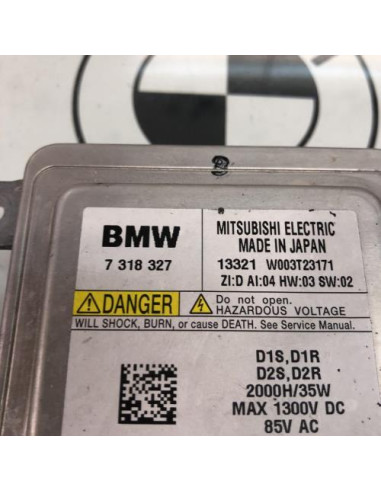 BMW
7 318 327
MITSUBISHI ELECTRIC
MADE IN JAPAN
13321 W003T23171
ZI:D AI:04 HW:03 SW:02
DANGER
Do not open.
HAZARDOUS VOLTAGE
WILL SHOCK, BURN, or cause DEATH. See Service Manual.
D1S,D1R
D2S,D2R
2000H/35W
MAX 1300V DC
85V AC